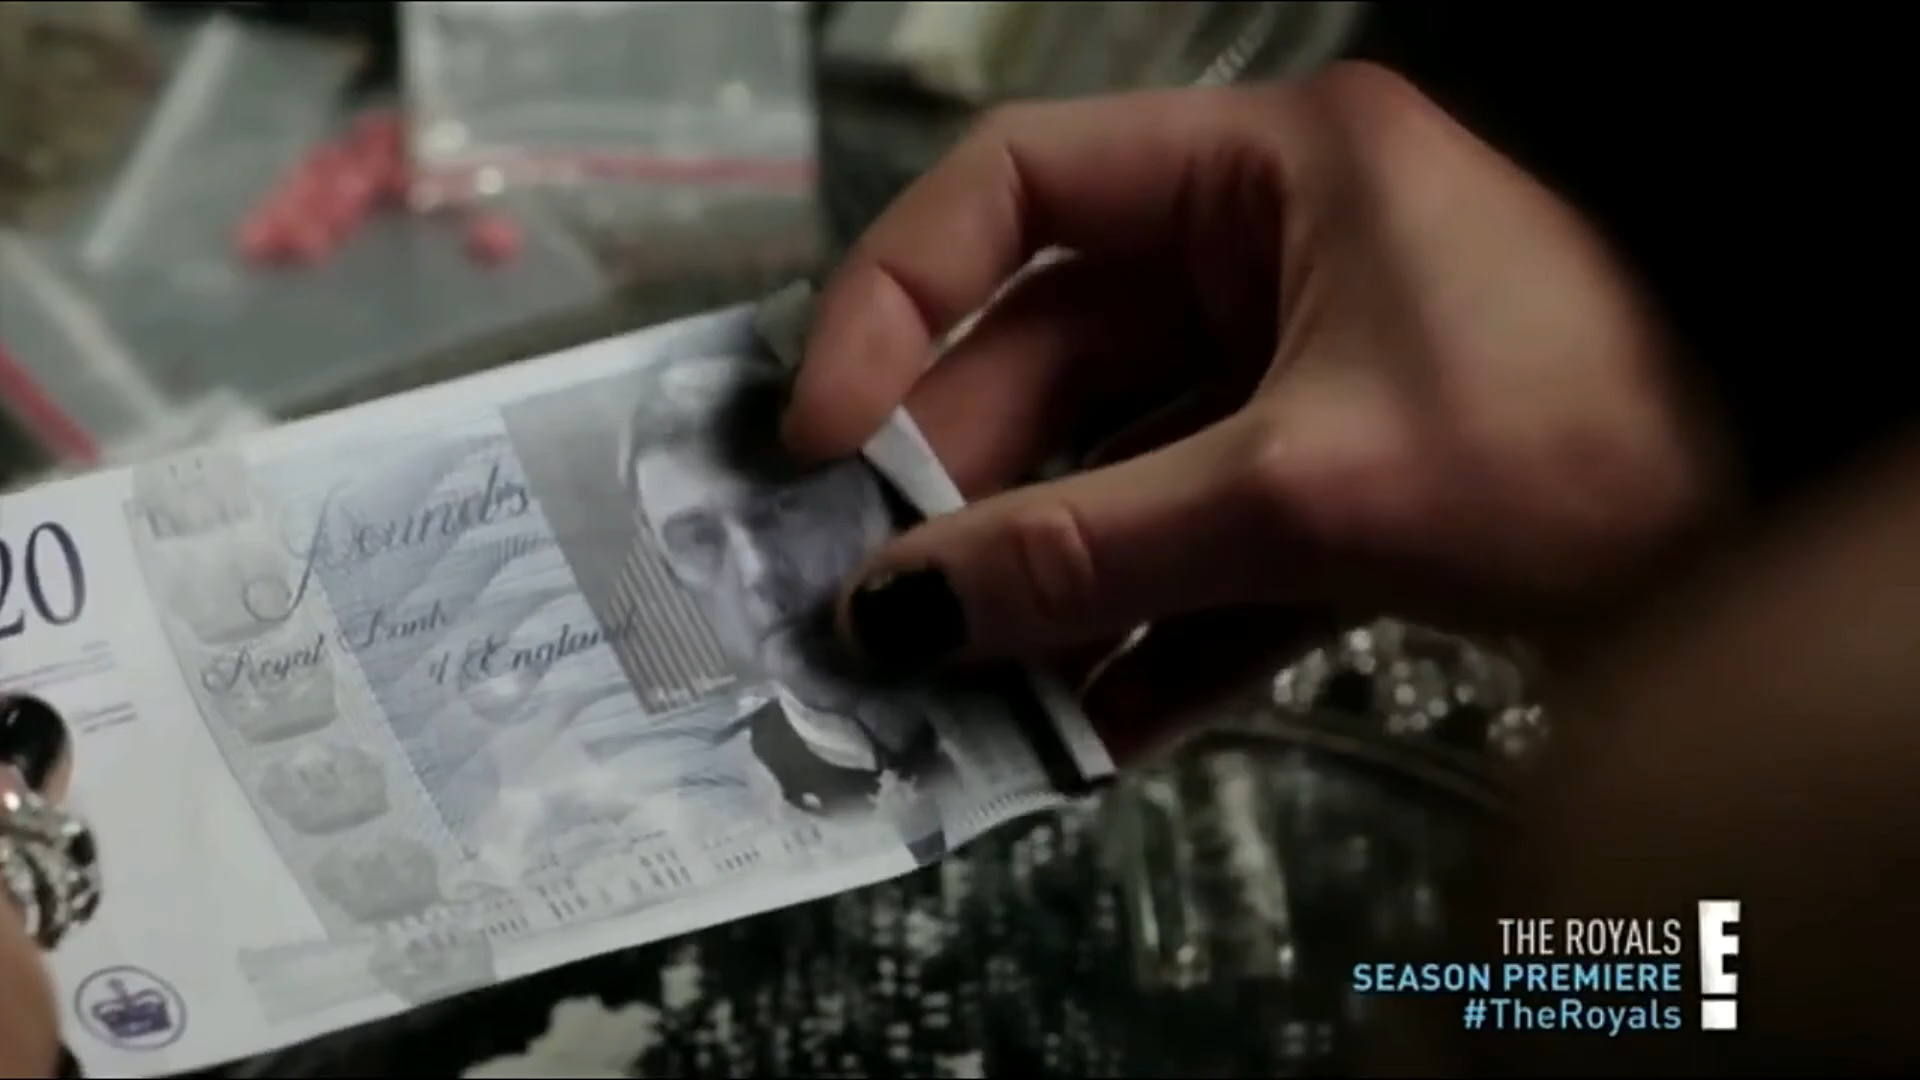 20
Pounds
Royal Bank
of England
THE ROYALS
SEASON PREMIERE
#TheRoyals
E!